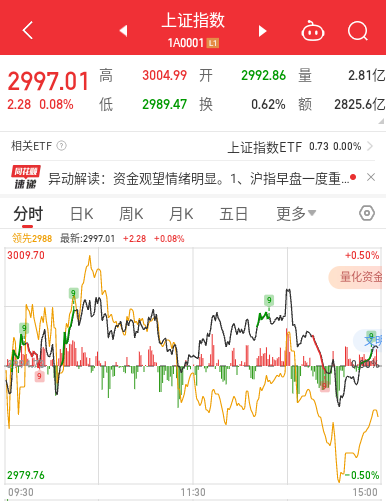 上证指数
1A0001 L1
2997.01 高 3004.99 开 2992.86 量 2.81亿
2.28 0.08% 低 2989.47 换 0.62% 额 2825.6亿
相关ETF ? 上证指数ETF 0.73 0.00%
同花顺
速递
异动解读：资金观望情绪明显。1、沪指早盘一度重...
分时 日K 周K 月K 五日 更多
领先2988 最新:2997.01 +2.28 +0.08%
3009.70 +0.50%
量化资金
9
9
9
9
9
9
0.00%
2979.76 -0.50%
09:30 11:30 15:00